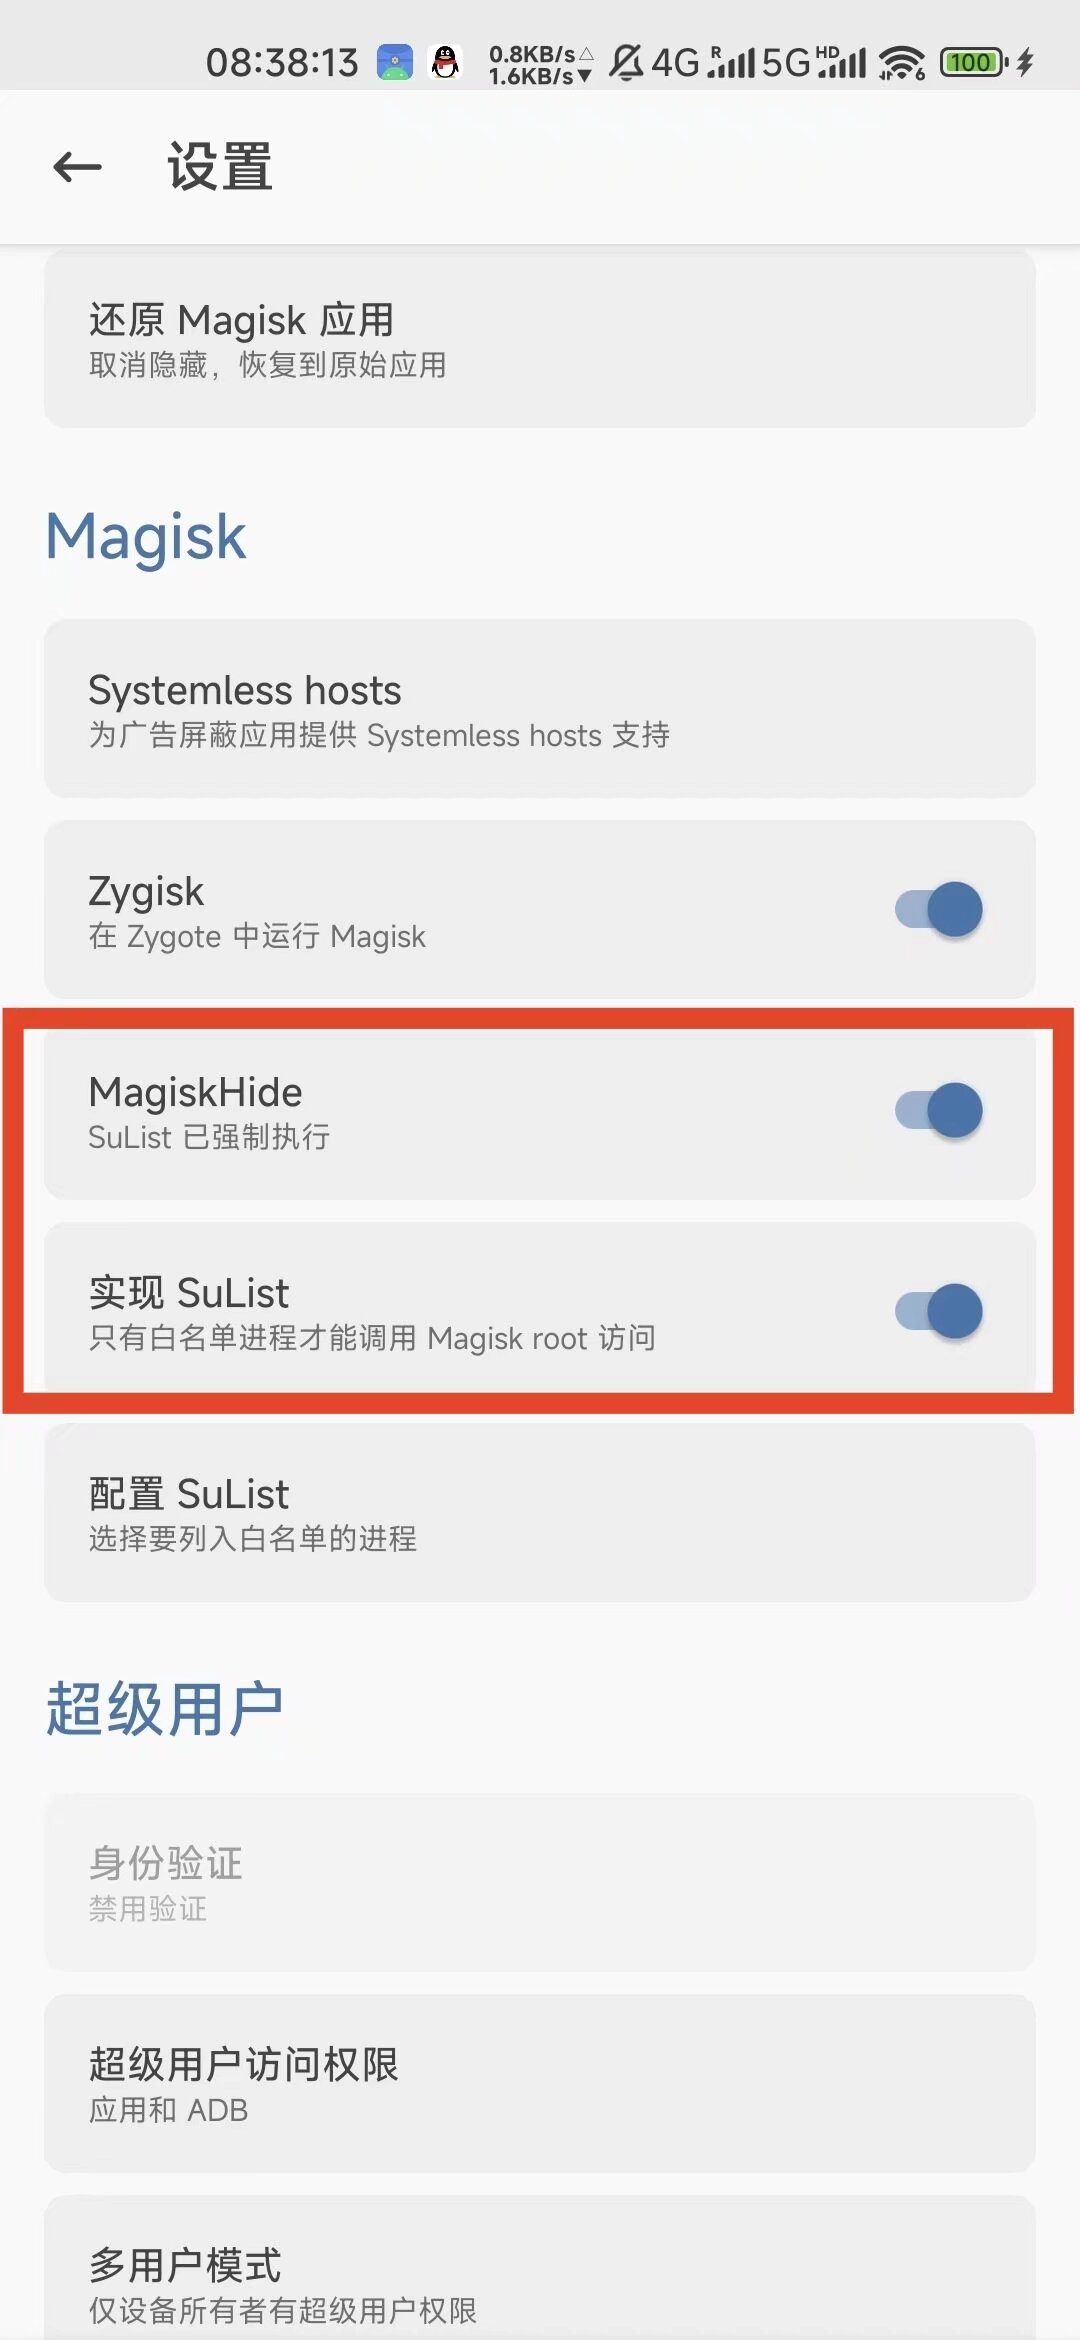 08:38:13 0.8KB/s△ 4G R 5G HD 6 100
1.6KB/s▼
设置
还原 Magisk 应用
取消隐藏，恢复到原始应用
Magisk
Systemless hosts
为广告屏蔽应用提供 Systemless hosts 支持
Zygisk
在 Zygote 中运行 Magisk
MagiskHide
SuList 已强制执行
实现 SuList
只有白名单进程才能调用 Magisk root 访问
配置 SuList
选择要列入白名单的进程
超级用户
身份验证
禁用验证
超级用户访问权限
应用和 ADB
多用户模式
仅设备所有者有超级用户权限